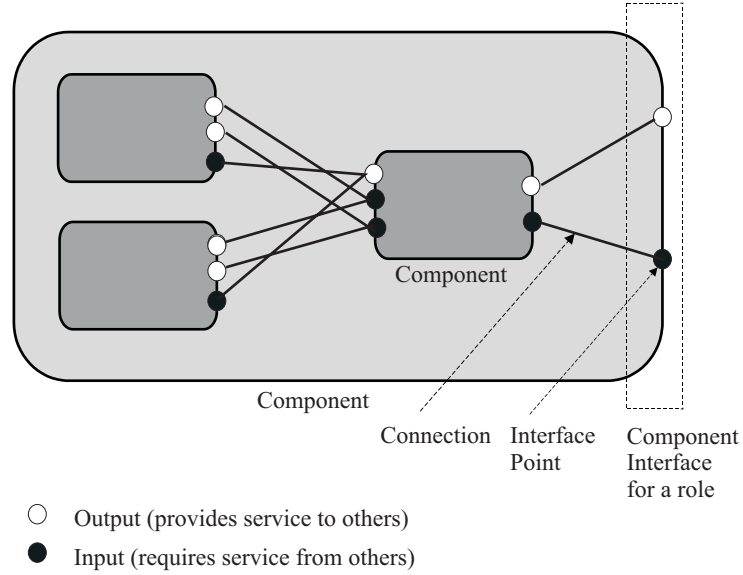 Component
Component
Connection
Interface
Point
Component
Interface
for a role
Output (provides service to others)
Input (requires service from others)